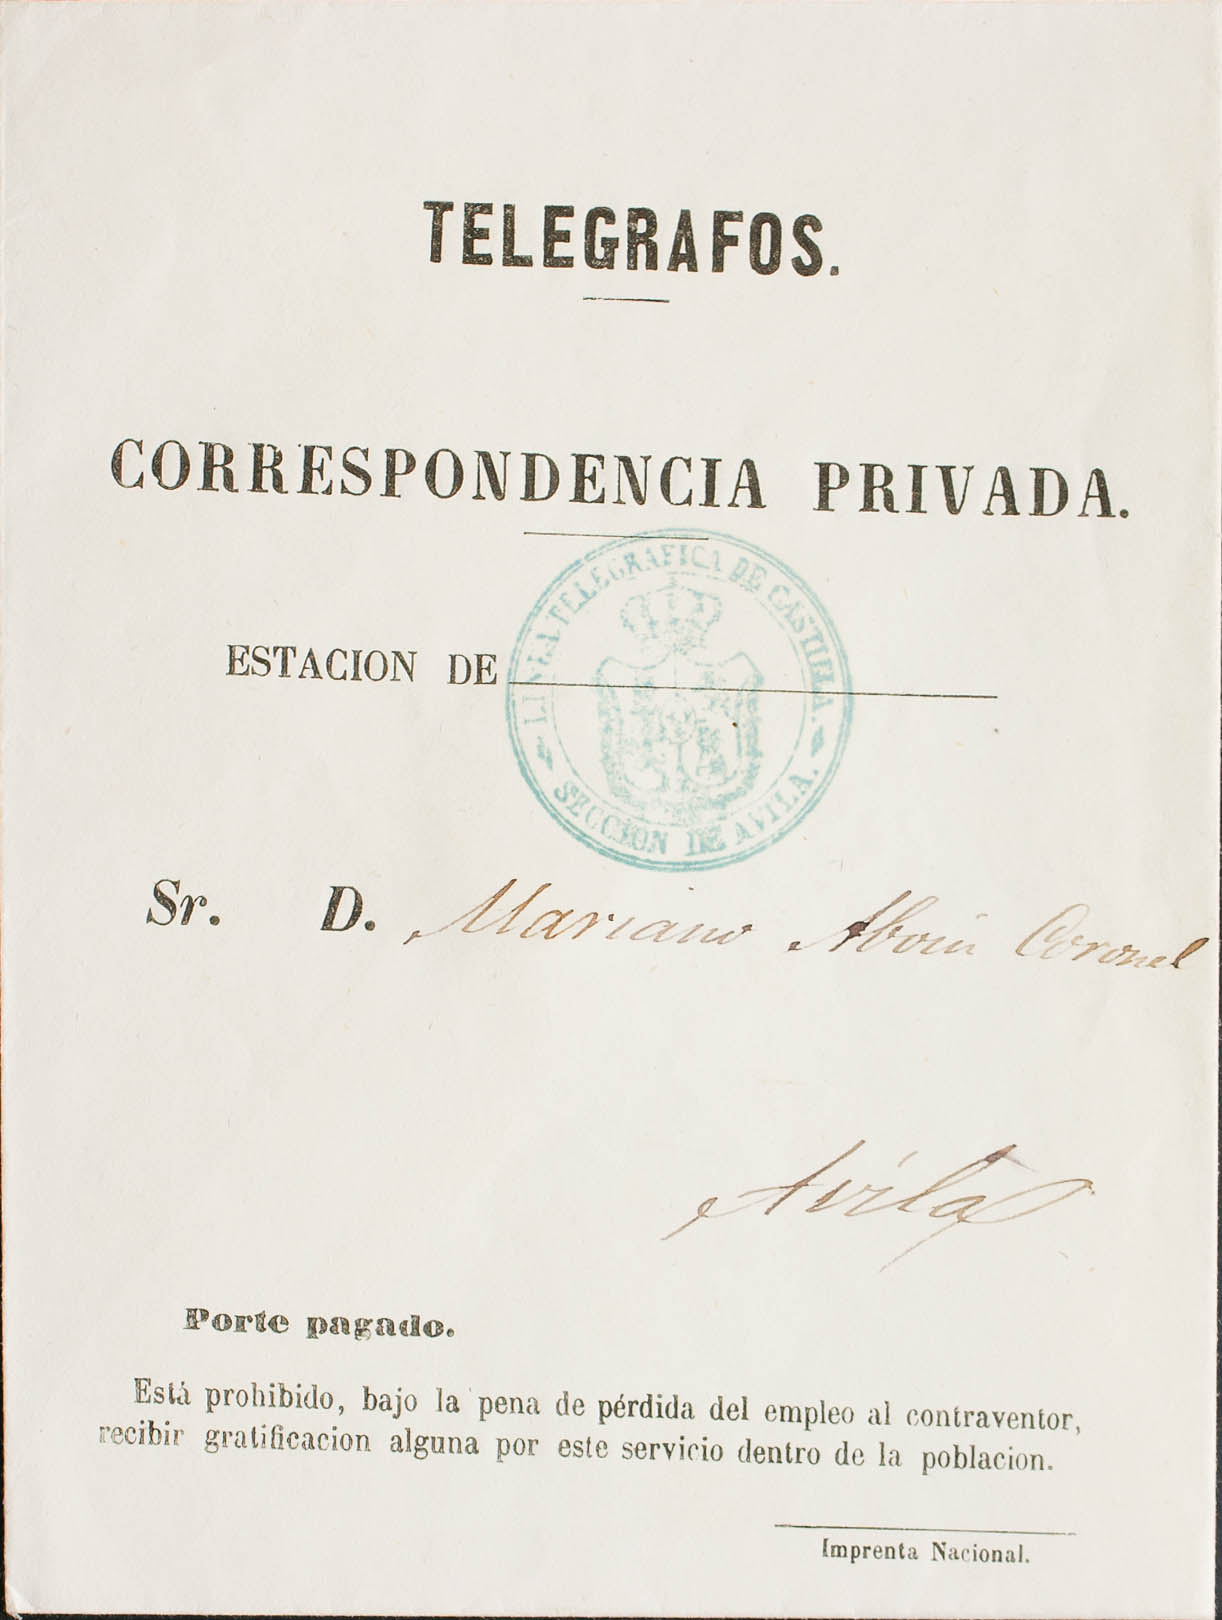 TELEGRAFOS.
CORRESPONDENCIA PRIVADA.
LINEA TELEGRAFICA DE CASTILLA.
ESTACION DE
SECCION DE AVILA.
Sr. D. Mariano Aboin Coronel
Avila
Porte pagado.
Está prohibido, bajo la pena de pérdida del empleo al contraventor,
recibir gratificacion alguna por este servicio dentro de la poblacion.
Imprenta Nacional.